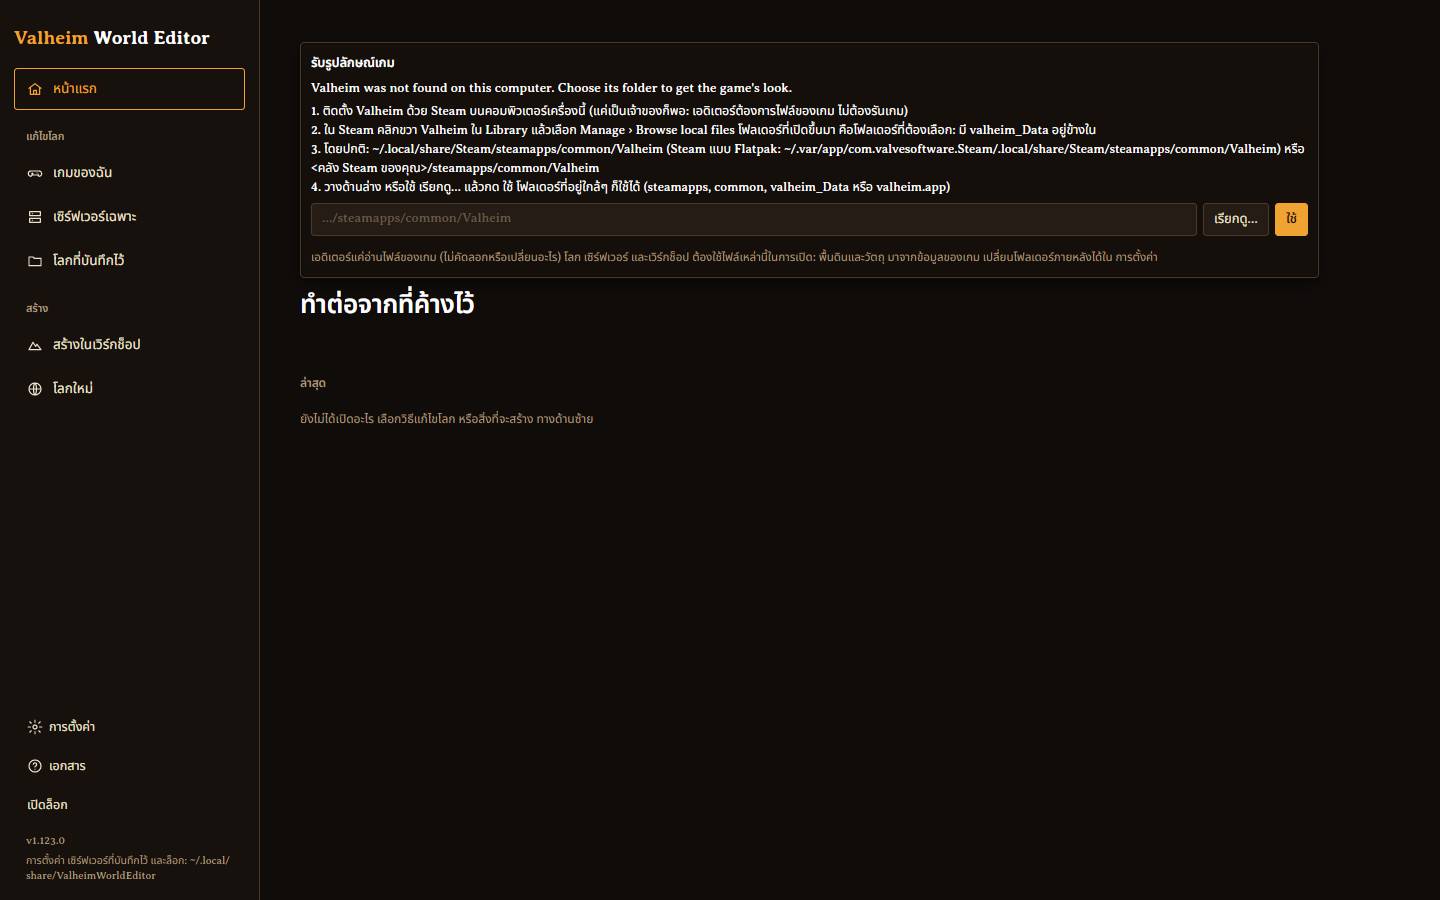 Valheim World Editor
หน้าแรก
แก้ไขโลก
เกมของฉัน
เซิร์ฟเวอร์เฉพาะ
โลกที่บันทึกไว้
สร้าง
สร้างในเวิร์กช็อป
โลกใหม่
การตั้งค่า
เอกสาร
เปิดล็อก
v1.123.0
การตั้งค่า เซิร์ฟเวอร์ที่บันทึกไว้ และล็อก: ~/.local/
share/ValheimWorldEditor
รับรูปลักษณ์เกม
Valheim was not found on this computer. Choose its folder to get the game's look.
1. ติดตั้ง Valheim ด้วย Steam บนคอมพิวเตอร์เครื่องนี้ (แค่เป็นเจ้าของก็พอ: เอดิเตอร์ต้องการไฟล์ของเกม ไม่ต้องรันเกม)
2. ใน Steam คลิกขวา Valheim ใน Library แล้วเลือก Manage › Browse local files โฟลเดอร์ที่เปิดขึ้นมา คือโฟลเดอร์ที่ต้องเลือก: มี valheim_Data อยู่ข้างใน
3. โดยปกติ: ~/.local/share/Steam/steamapps/common/Valheim (Steam แบบ Flatpak: ~/.var/app/com.valvesoftware.Steam/.local/share/Steam/steamapps/common/Valheim) หรือ
<คลัง Steam ของคุณ>/steamapps/common/Valheim
4. วางด้านล่าง หรือใช้ เรียกดู... แล้วกด ใช้ โฟลเดอร์ที่อยู่ใกล้ๆ ก็ใช้ได้ (steamapps, common, valheim_Data หรือ valheim.app)
.../steamapps/common/Valheim
เรียกดู...
ใช้
เอดิเตอร์แค่อ่านไฟล์ของเกม (ไม่คัดลอกหรือเปลี่ยนอะไร) โลก เซิร์ฟเวอร์ และเวิร์กช็อป ต้องใช้ไฟล์เหล่านี้ในการเปิด: พื้นดินและวัตถุ มาจากข้อมูลของเกม เปลี่ยนโฟลเดอร์ภายหลังได้ใน การตั้งค่า
ทำต่อจากที่ค้างไว้
ล่าสุด
ยังไม่ได้เปิดอะไร เลือกวิธีแก้ไขโลก หรือสิ่งที่จะสร้าง ทางด้านซ้าย